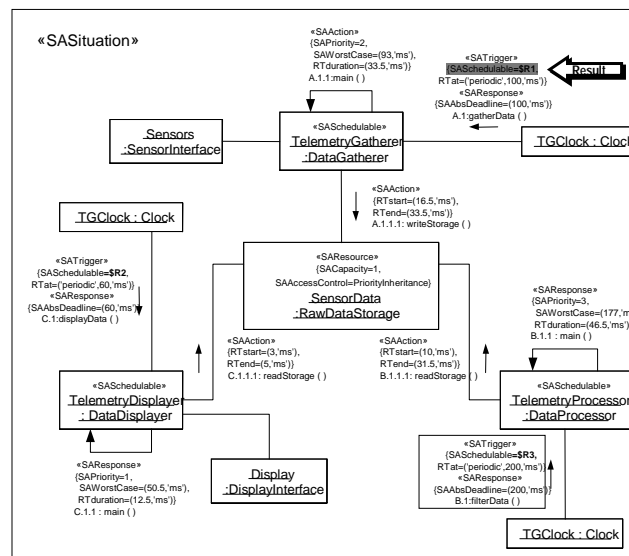 «SASituation»
«SAAction»
{SAPriority=2,
SAWorstCase=(93,'ms'),
RTduration=(33.5,'ms')}
A.1.1:main ( )
«SATrigger»
{SASchedulable=$R1,
RTat=('periodic',100,'ms')}
«SAResponse»
{SAAbsDeadline=(100,'ms')}
A.1:gatherData ( )
Result
Sensors
:SensorInterface
«SASchedulable»
TelemetryGatherer
:DataGatherer
TGClock : Clock
«SAAction»
{RTstart=(16.5,'ms'),
RTend=(33.5,'ms')}
A.1.1.1: writeStorage ( )
TGClock : Clock
«SATrigger»
{SASchedulable=$R2,
RTat=('periodic',60,'ms')}
«SAResponse»
{SAAbsDeadline=(60,'ms')}
C.1:displayData ( )
«SAResource»
{SACapacity=1,
SAAccessControl=PriorityInheritance}
SensorData
:RawDataStorage
«SAResponse»
{SAPriority=3,
SAWorstCase=(177,'m
RTduration=(46.5,'ms')}
B.1.1 : main ( )
«SAAction»
{RTstart=(3,'ms'),
RTend=(5,'ms')}
C.1.1.1: readStorage ( )
«SAAction»
{RTstart=(10,'ms'),
RTend=(31.5,'ms')}
B.1.1.1: readStorage ( )
«SASchedulable»
TelemetryDisplayer
: DataDisplayer
«SASchedulable»
TelemetryProcessor
:DataProcessor
«SAResponse»
{SAPriority=1,
SAWorstCase=(50.5,'ms'),
RTduration=(12.5,'ms')}
C.1.1 : main ( )
Display
:DisplayInterface
«SATrigger»
{SASchedulable=$R3,
RTat=('periodic',200,'ms')}
«SAResponse»
{SAAbsDeadline=(200,'ms')}
B.1:filterData ( )
TGClock : Clock